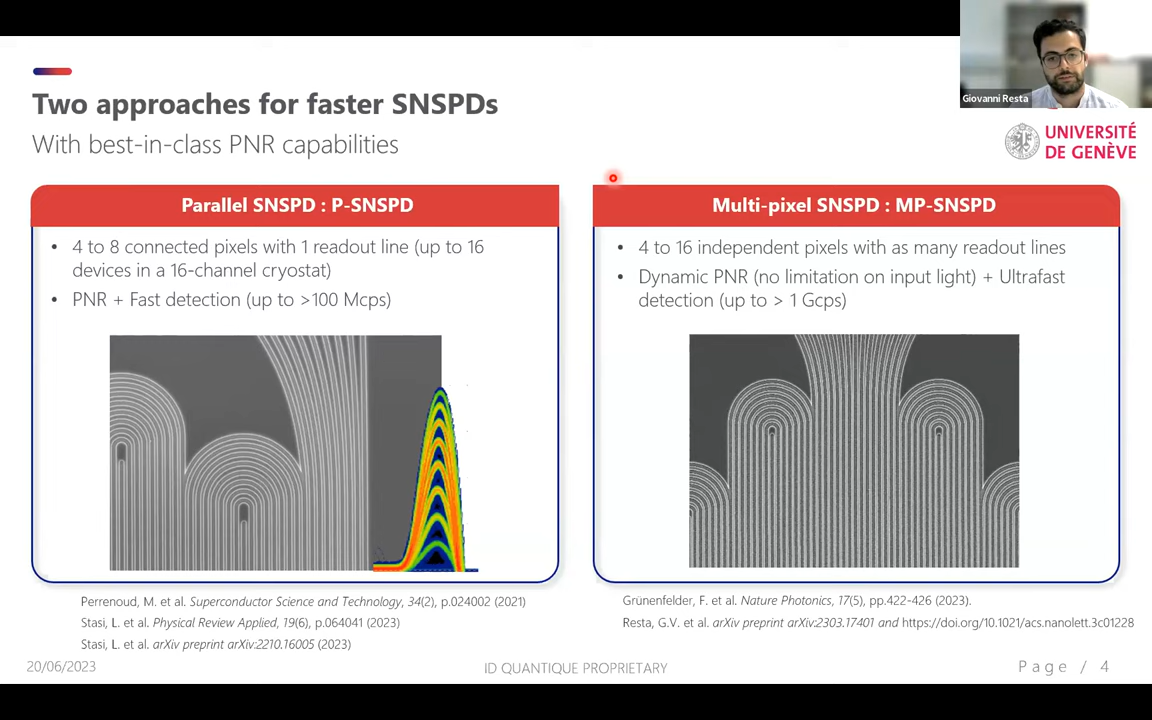 Giovanni Resta
Two approaches for faster SNSPDs
With best-in-class PNR capabilities
UNIVERSITÉ
DE GENÈVE
Parallel SNSPD : P-SNSPD
• 4 to 8 connected pixels with 1 readout line (up to 16
devices in a 16-channel cryostat)
• PNR + Fast detection (up to >100 Mcps)
Multi-pixel SNSPD : MP-SNSPD
• 4 to 16 independent pixels with as many readout lines
• Dynamic PNR (no limitation on input light) + Ultrafast
detection (up to > 1 Gcps)
Perrenoud, M. et al. Superconductor Science and Technology, 34(2), p.024002 (2021)
Stasi, L. et al. Physical Review Applied, 19(6), p.064041 (2023)
Stasi, L. et al. arXiv preprint arXiv:2210.16005 (2023)
Grünenfelder, F. et al. Nature Photonics, 17(5), pp.422-426 (2023).
Resta, G.V. et al. arXiv preprint arXiv:2303.17401 and https://doi.org/10.1021/acs.nanolett.3c01228
20/06/2023
ID QUANTIQUE PROPRIETARY
Page / 4